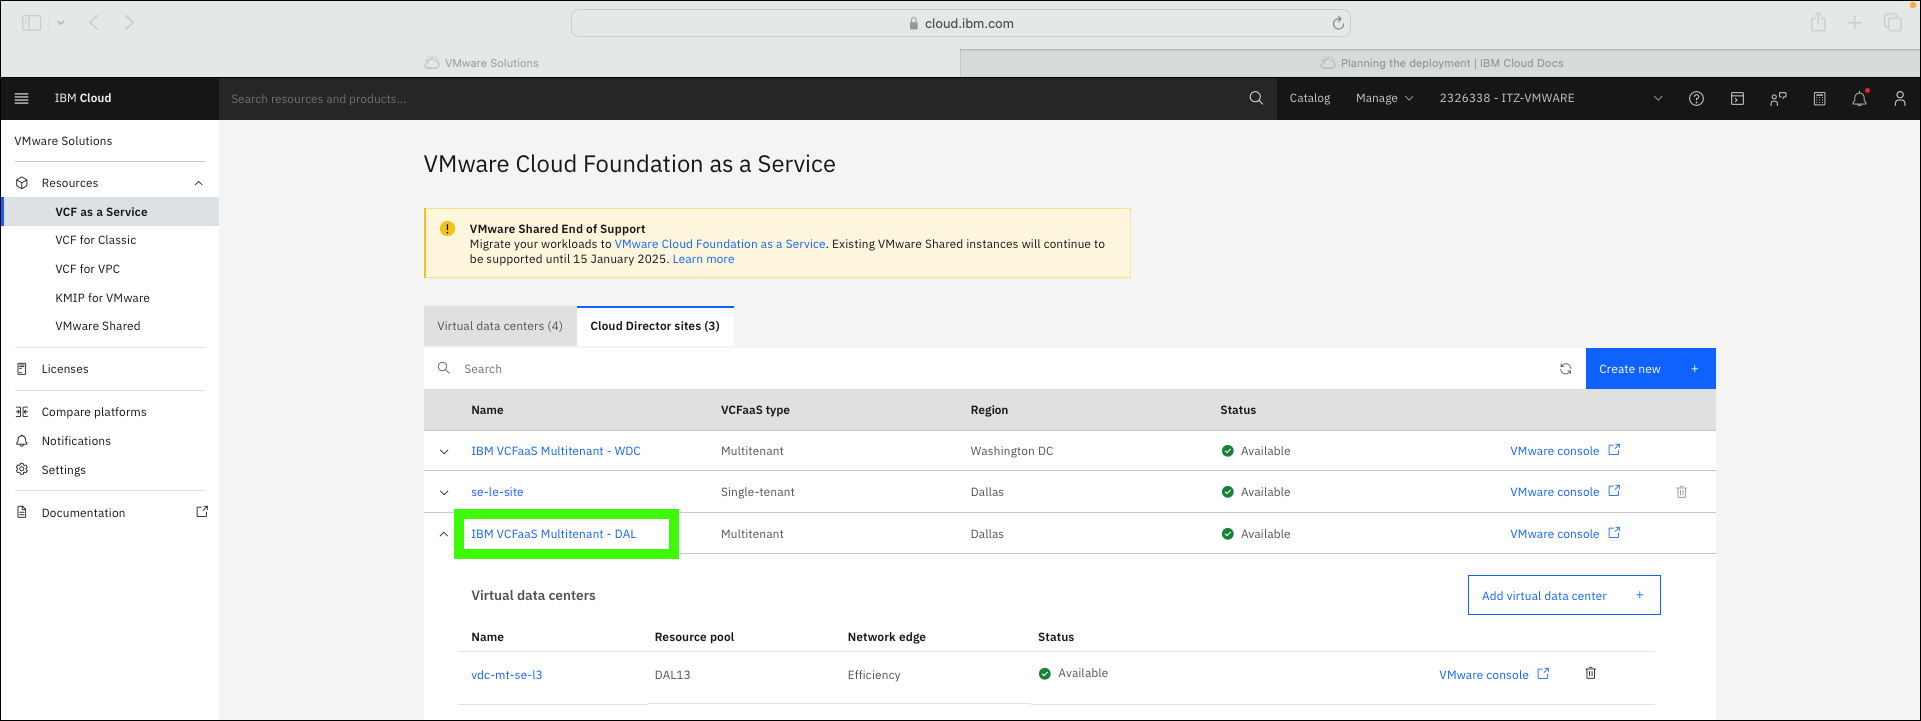 cloud.ibm.com
VMware Solutions
Planning the deployment | IBM Cloud Docs
IBM Cloud
Search resources and products...
Catalog
Manage
2326338 - ITZ-VMWARE
VMware Solutions
Resources
VCF as a Service
VCF for Classic
VCF for VPC
KMIP for VMware
VMware Shared
Licenses
Compare platforms
Notifications
Settings
Documentation
VMware Cloud Foundation as a Service
VMware Shared End of Support
Migrate your workloads to VMware Cloud Foundation as a Service. Existing VMware Shared instances will continue to
be supported until 15 January 2025. Learn more
Virtual data centers (4)
Cloud Director sites (3)
Search
Create new +
Name VCFaaS type Region Status
IBM VCFaaS Multitenant - WDC Multitenant Washington DC Available VMware console
se-le-site Single-tenant Dallas Available VMware console
IBM VCFaaS Multitenant - DAL Multitenant Dallas Available VMware console
Virtual data centers
Add virtual data center +
Name Resource pool Network edge Status
vdc-mt-se-l3 DAL13 Efficiency Available VMware console